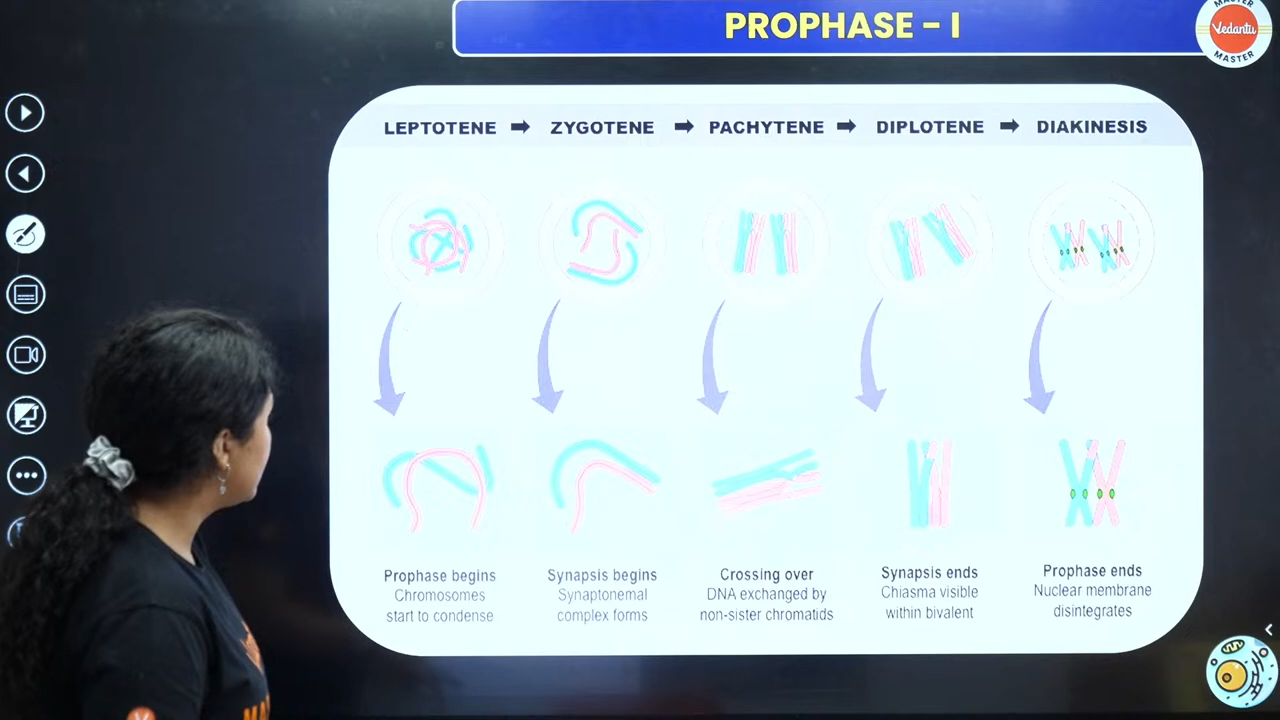 PROPHASE - I
MASTER
Vedantu
MASTER
LEPTOTENE ➡ ZYGOTENE ➡ PACHYTENE ➡ DIPLOTENE ➡ DIAKINESIS
Prophase begins
Chromosomes
start to condense
Synapsis begins
Synaptonemal
complex forms
Crossing over
DNA exchanged by
non-sister chromatids
Synapsis ends
Chiasma visible
within bivalent
Prophase ends
Nuclear membrane
disintegrates